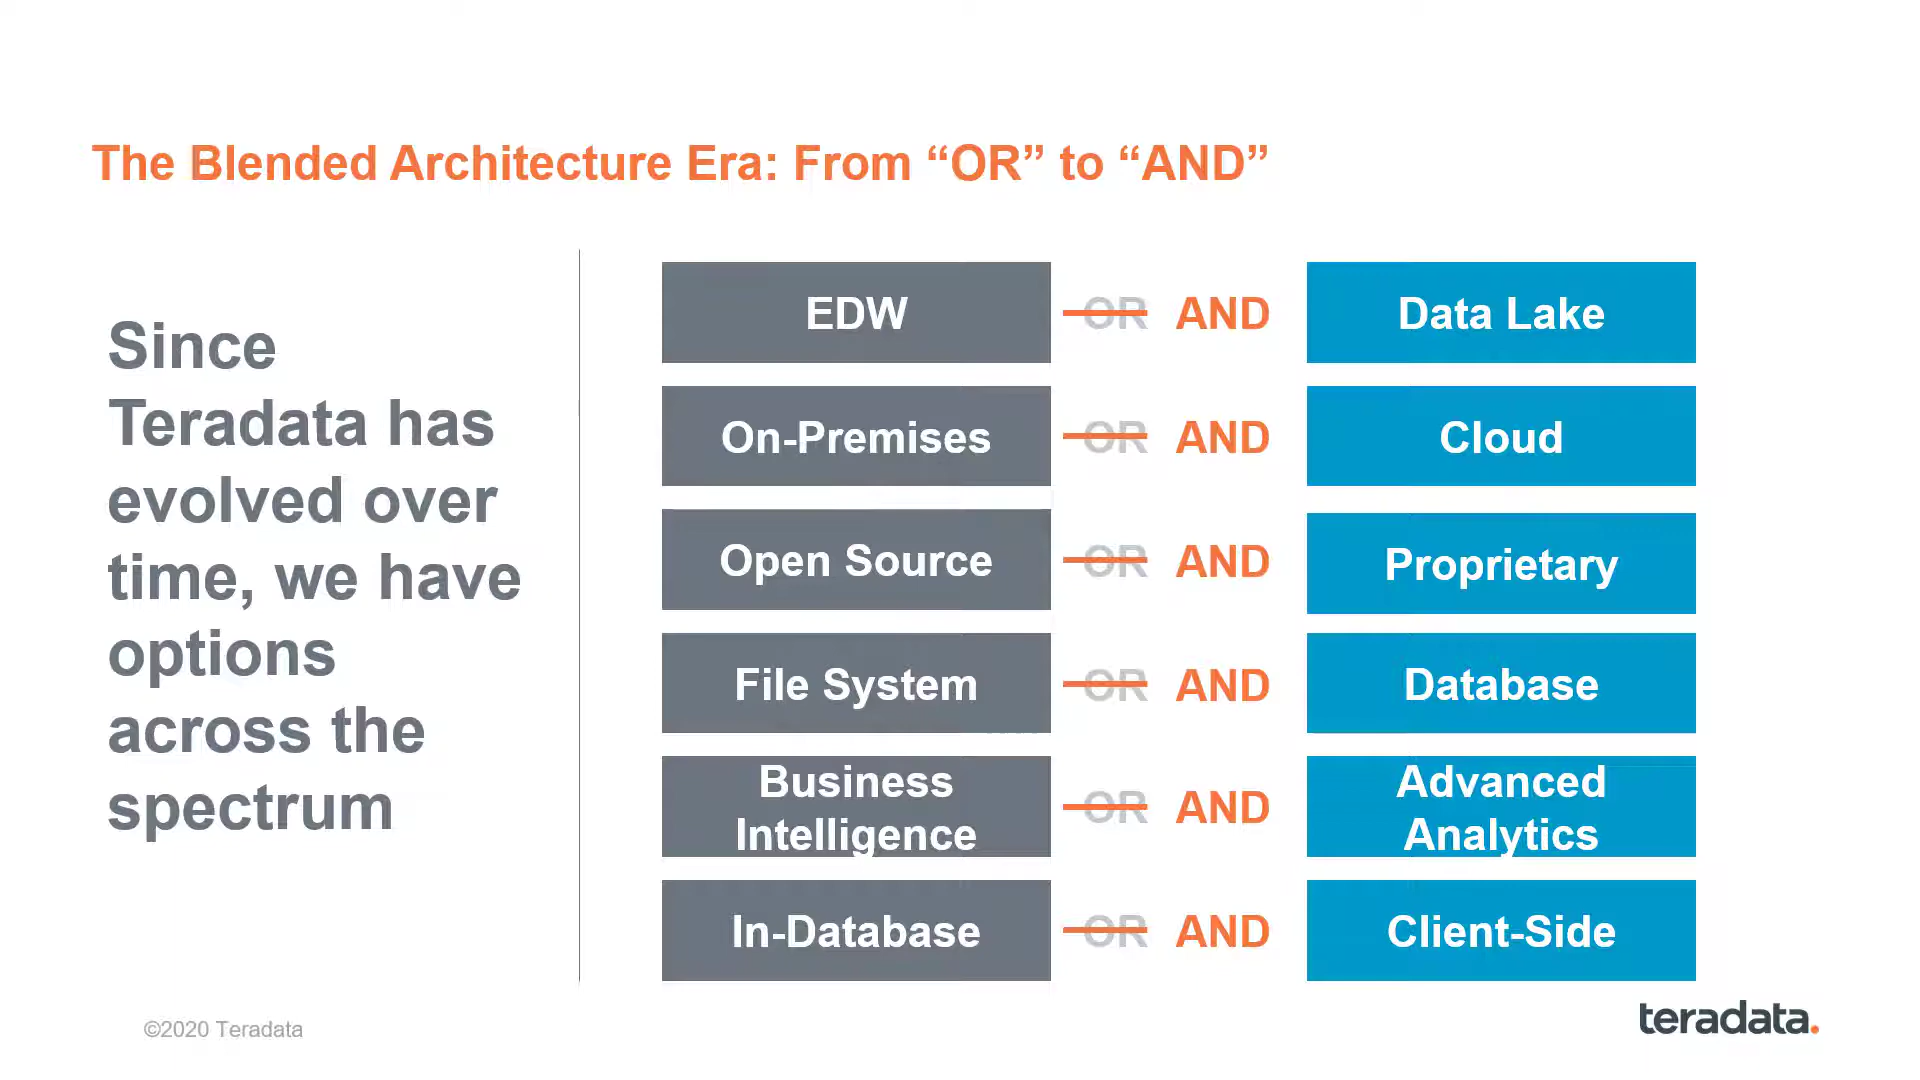 The Blended Architecture Era: From “OR” to “AND”
Since
Teradata has
evolved over
time, we have
options
across the
spectrum
EDW OR AND Data Lake
On-Premises OR AND Cloud
Open Source OR AND Proprietary
File System OR AND Database
Business
Intelligence
OR AND
Advanced
Analytics
In-Database OR AND Client-Side
©2020 Teradata
teradata.